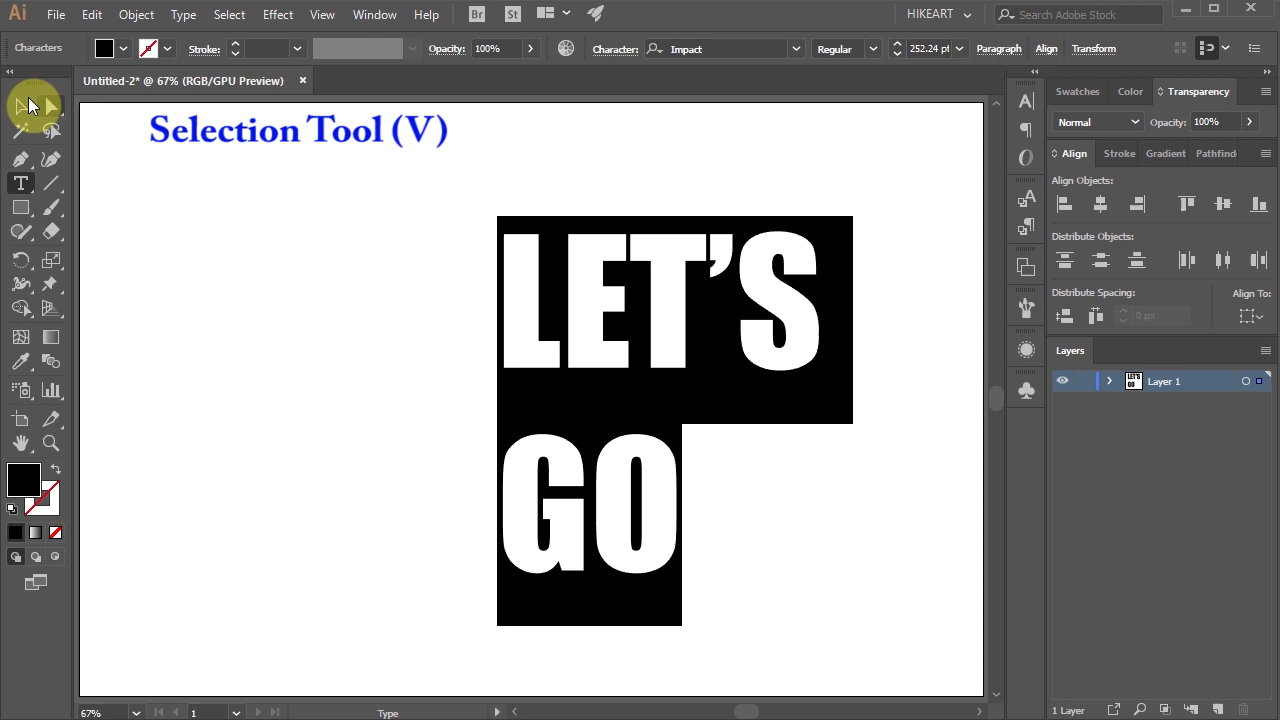 Ai File Edit Object Type Select Effect View Window Help Br St HIKEART Search Adobe Stock
Characters Stroke: Opacity: 100% Character: Impact Regular 252.24 pt Paragraph Align Transform
Untitled-2* @ 67% (RGB/GPU Preview) ×
Selection Tool (V)
LET'S
GO
Swatches Color Transparency
Normal Opacity: 100%
Align Stroke Gradient Pathfind
Align Objects:
Distribute Objects:
Distribute Spacing: Align To:
0 px
Layers
Layer 1
1 Layer
67% 1 Type